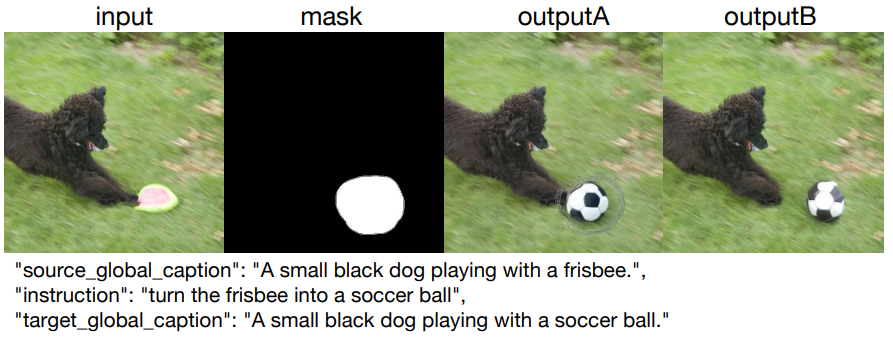 input mask outputA outputB
"source_global_caption": "A small black dog playing with a frisbee.",
"instruction": "turn the frisbee into a soccer ball",
"target_global_caption": "A small black dog playing with a soccer ball."